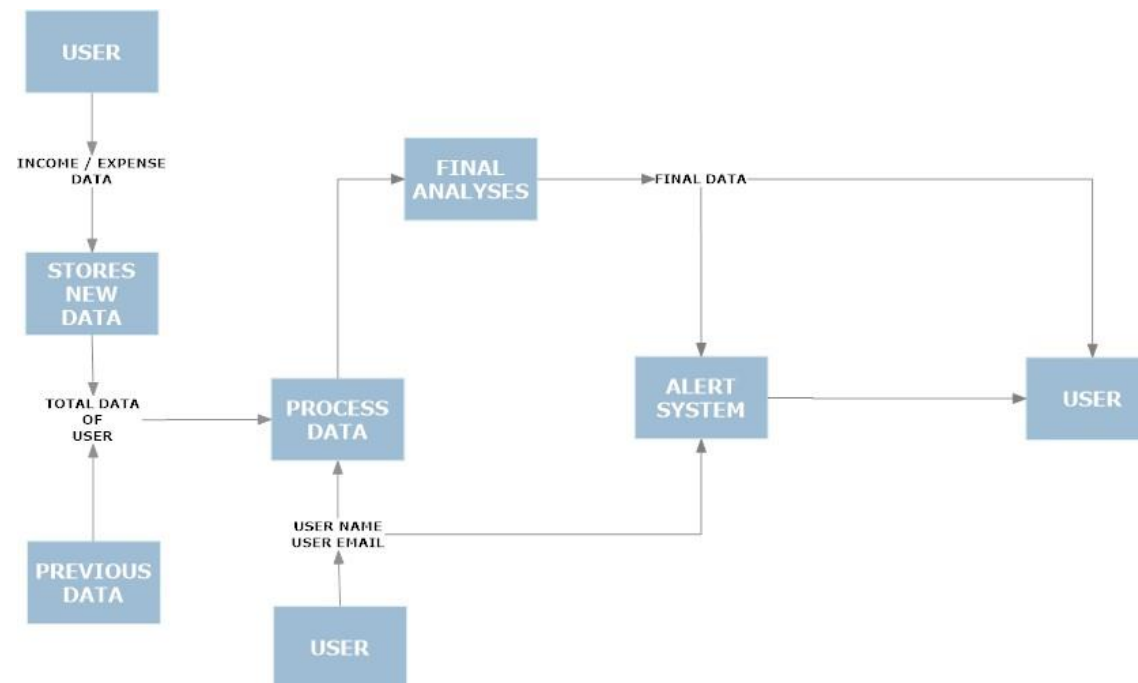 USER
INCOME / EXPENSE
DATA
STORES
NEW
DATA
TOTAL DATA
OF
USER
PREVIOUS
DATA
PROCESS
DATA
USER NAME
USER EMAIL
USER
FINAL
ANALYSES
FINAL DATA
ALERT
SYSTEM
USER